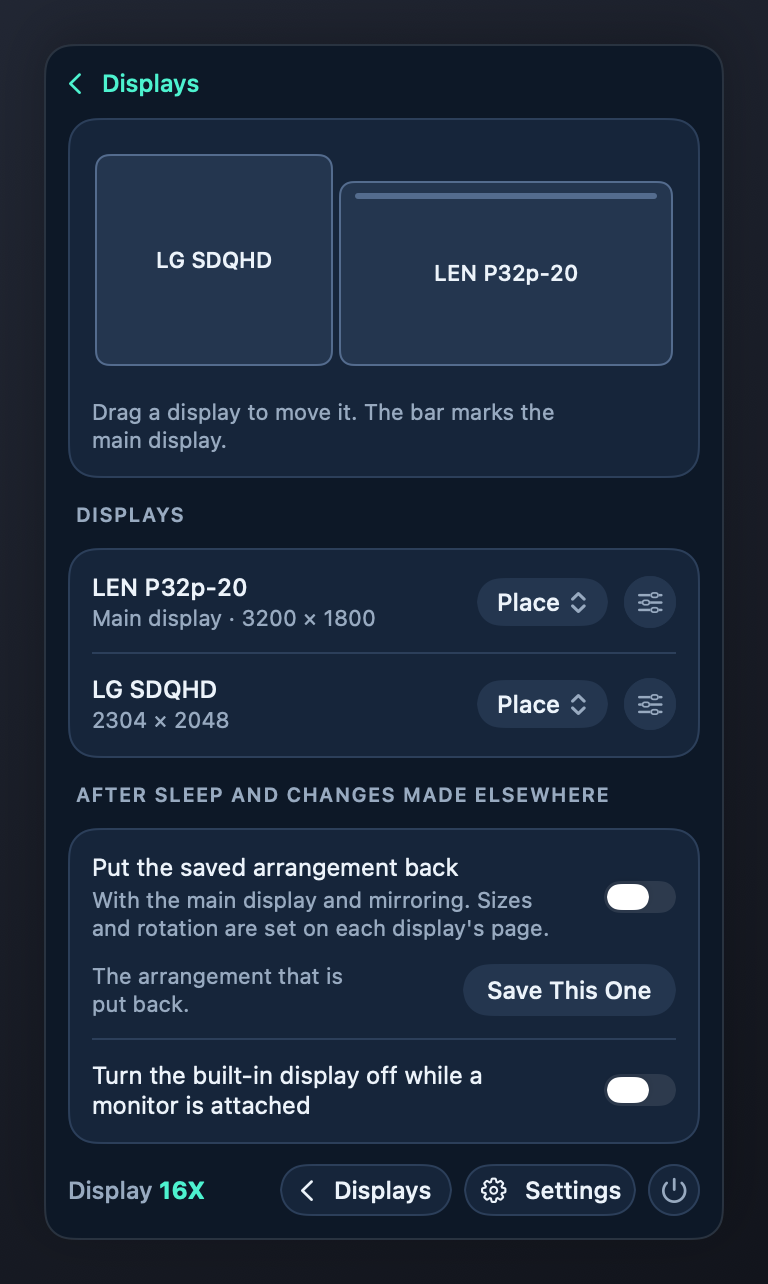 Displays
LG SDQHD
LEN P32p-20
Drag a display to move it. The bar marks the
main display.
DISPLAYS
LEN P32p-20
Place
Main display · 3200 × 1800
LG SDQHD
Place
2304 × 2048
AFTER SLEEP AND CHANGES MADE ELSEWHERE
Put the saved arrangement back
With the main display and mirroring. Sizes
and rotation are set on each display's page.
The arrangement that is
put back.
Save This One
Turn the built-in display off while a
monitor is attached
Display 16X
Displays
Settings